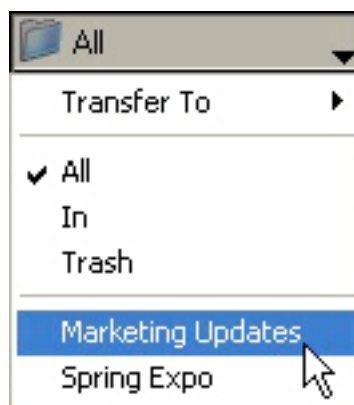 All
Transfer To
All
In
Trash
Marketing Updates
Spring Expo